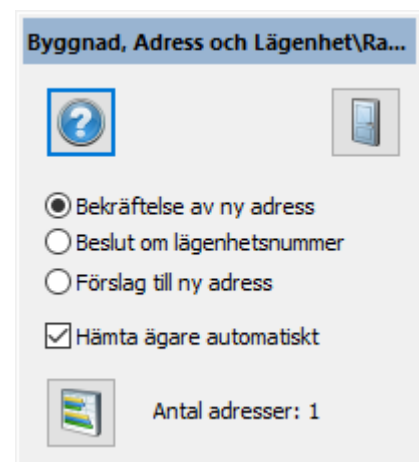 Byggnad, Adress och Lägenhet\Ra...
?
Bekräftelse av ny adress
Beslut om lägenhetsnummer
Förslag till ny adress
Hämta ägare automatiskt
Antal adresser: 1